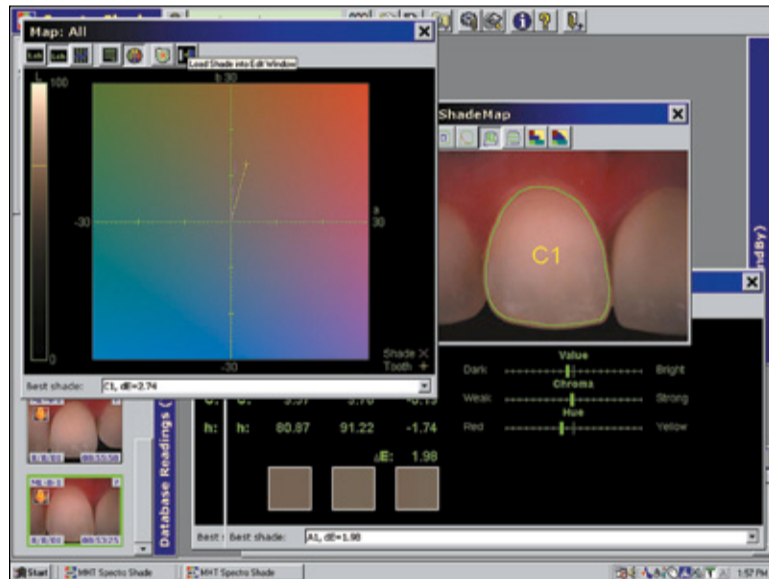 Map: All
Load Shade into Edit Window
L
100
b 30
-30
a
30
0
-30
Shade
Tooth
Best shade: C1, dE=2.74
ShadeMap
C1
Value
Dark Bright
Chroma
Weak Strong
Hue
Red Yellow
h: h: 80.87 91.22 -1.74
ΔE: 1.98
Best shade: A1, dE=1.98
Database Readings (
Start
MHT Spectro Shade
MHT Spectro Shade
1:57 PM